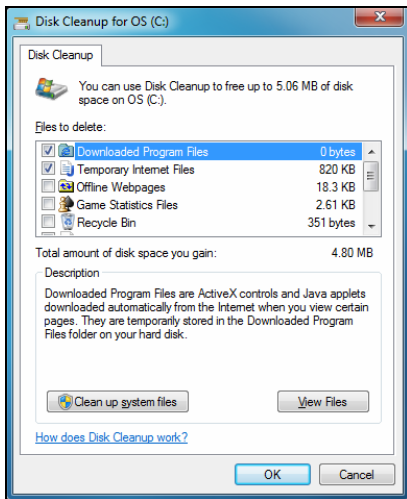 Disk Cleanup for OS (C:)
Disk Cleanup
You can use Disk Cleanup to free up to 5.06 MB of disk
space on OS (C:).
Files to delete:
Downloaded Program Files 0 bytes
Temporary Internet Files 820 KB
Offline Webpages 18.3 KB
Game Statistics Files 2.61 KB
Recycle Bin 351 bytes
Total amount of disk space you gain: 4.80 MB
Description
Downloaded Program Files are ActiveX controls and Java applets
downloaded automatically from the Internet when you view certain
pages. They are temporarily stored in the Downloaded Program
Files folder on your hard disk.
Clean up system files View Files
How does Disk Cleanup work?
OK Cancel